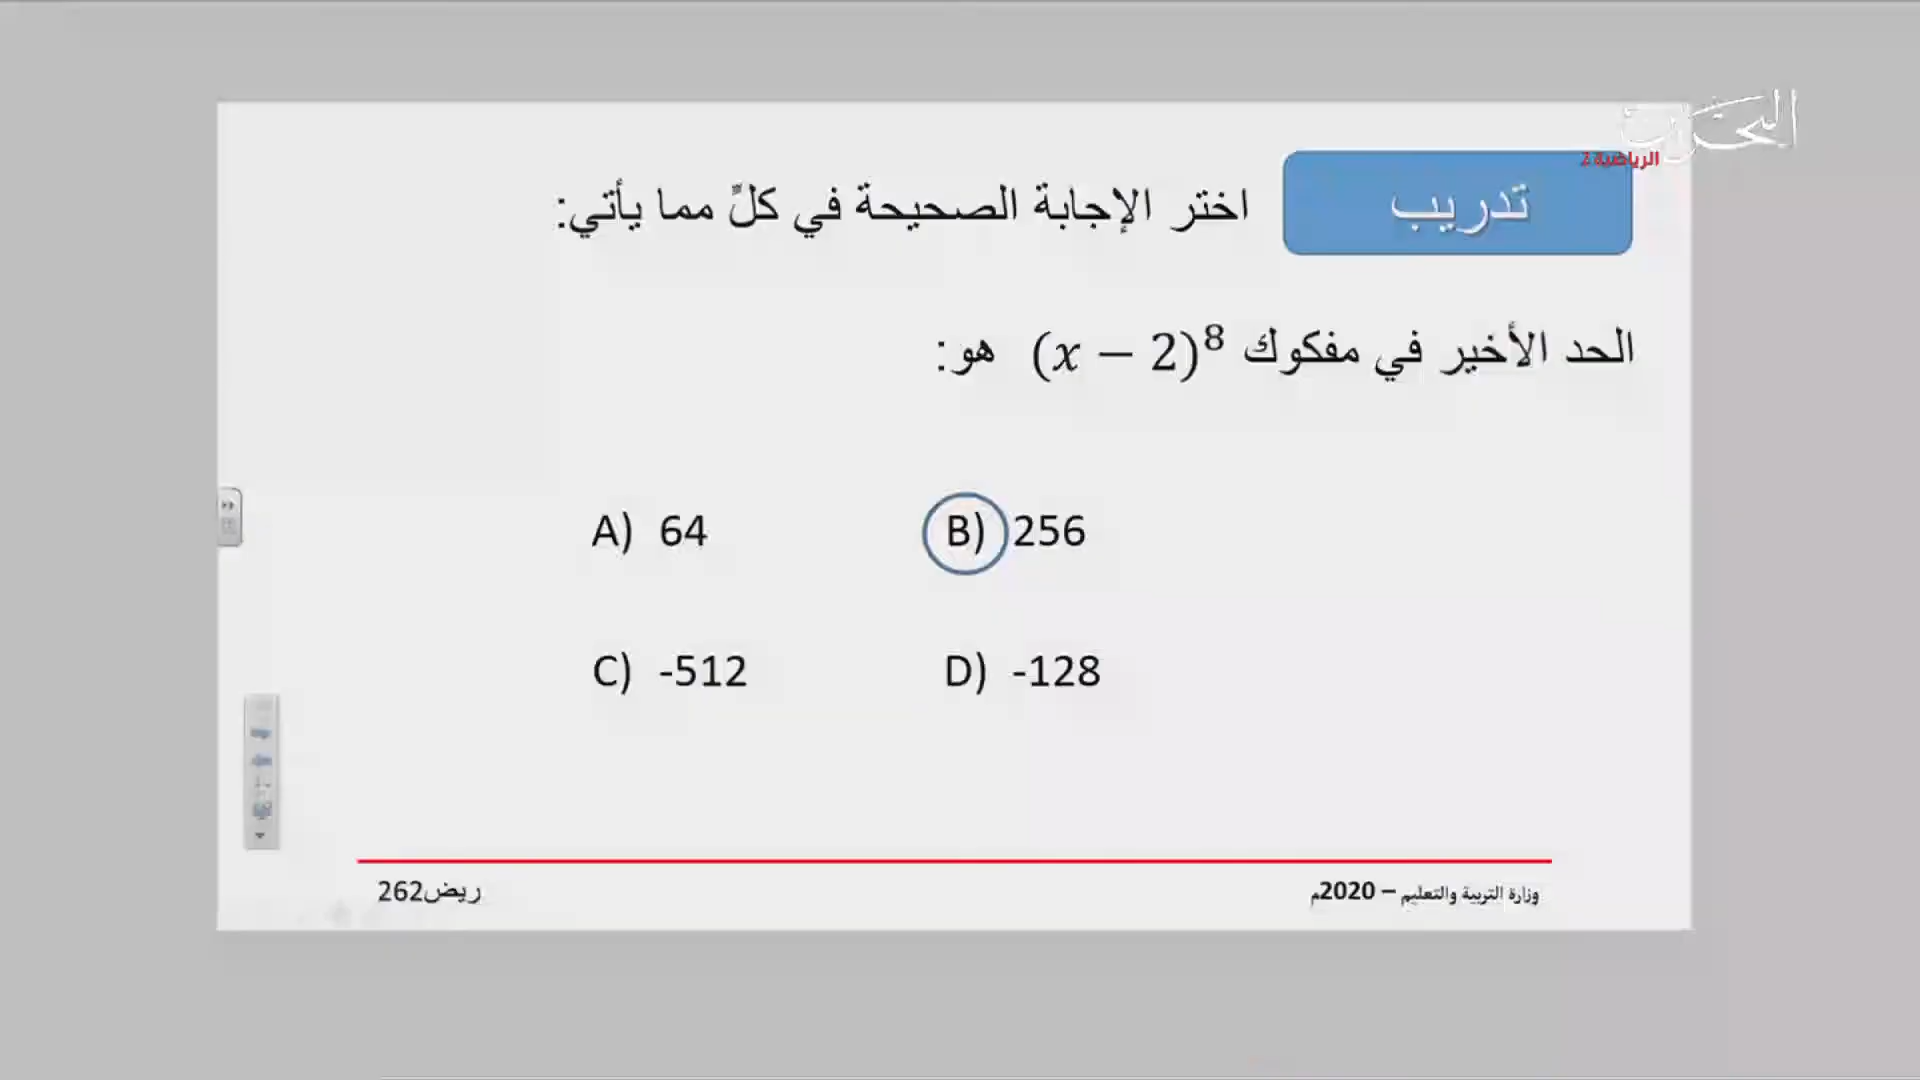 البحرين
الرياضية 2
تدريب
اختر الإجابة الصحيحة في كلٍّ مما يأتي:
الحد الأخير في مفكوك (x − 2)⁸ هو:
A) 64
B) 256
C) -512
D) -128
وزارة التربية والتعليم – 2020م
ريض262